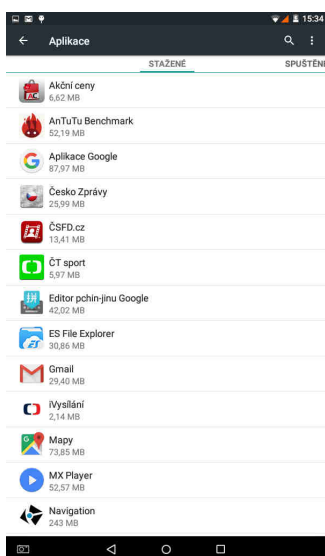 15:34
Aplikace
STAŽENÉ
SPUŠTĚNÉ
Akční ceny
6,62 MB
AnTuTu Benchmark
52,19 MB
Aplikace Google
87,97 MB
Česko Zprávy
25,99 MB
ČSFD.cz
13,41 MB
ČT sport
5,97 MB
Editor pchin-jinu Google
42,02 MB
ES File Explorer
30,86 MB
Gmail
29,40 MB
iVysílání
2,14 MB
Mapy
73,85 MB
MX Player
52,57 MB
Navigation
243 MB